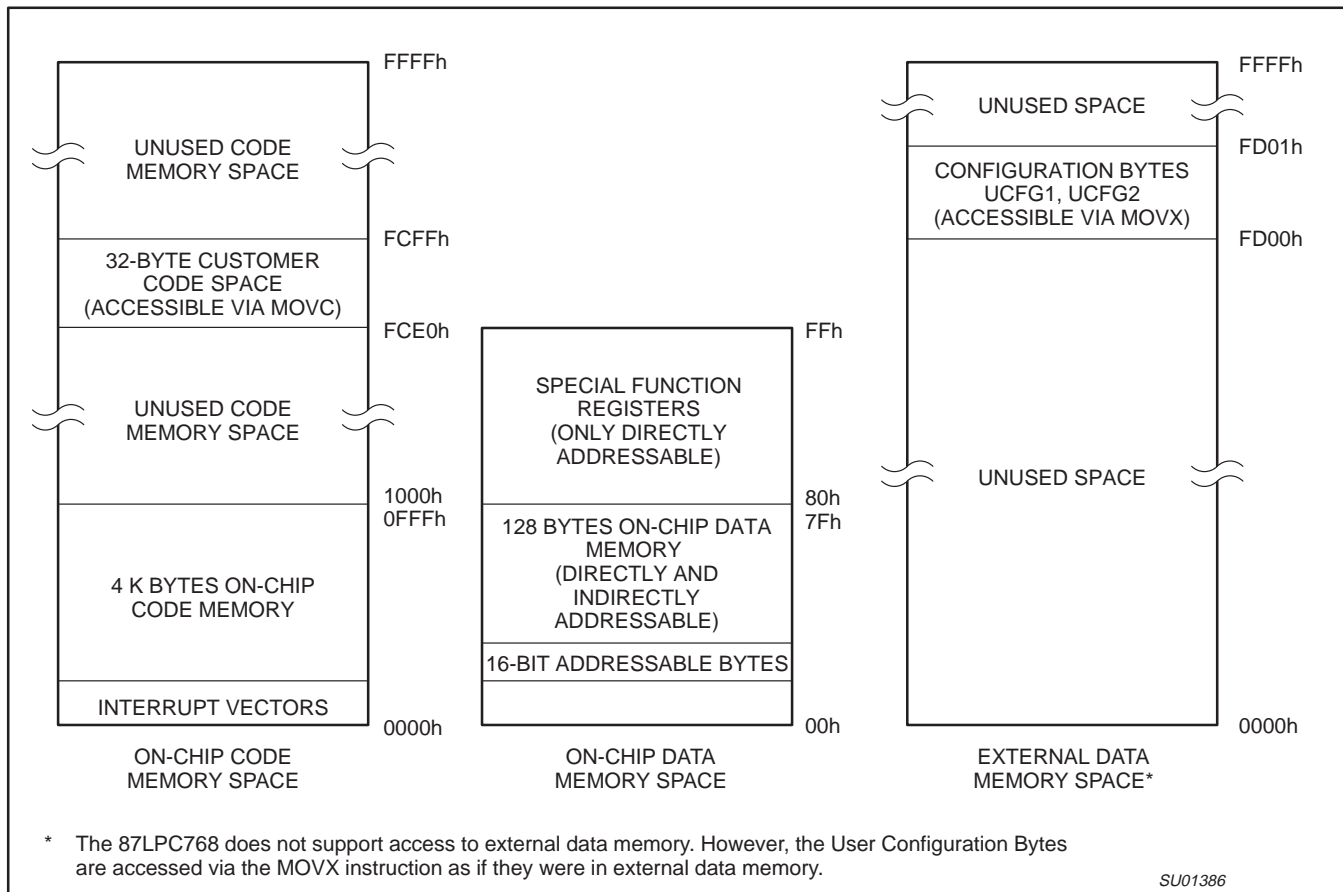 FFFFh
UNUSED CODE
MEMORY SPACE
FCFFh
32-BYTE CUSTOMER
CODE SPACE
(ACCESSIBLE VIA MOVC)
FCE0h
UNUSED CODE
MEMORY SPACE
1000h
0FFFh
4 K BYTES ON-CHIP
CODE MEMORY
INTERRUPT VECTORS
0000h
ON-CHIP CODE
MEMORY SPACE
FFh
SPECIAL FUNCTION
REGISTERS
(ONLY DIRECTLY
ADDRESSABLE)
80h
7Fh
128 BYTES ON-CHIP DATA
MEMORY
(DIRECTLY AND
INDIRECTLY
ADDRESSABLE)
16-BIT ADDRESSABLE BYTES
00h
ON-CHIP DATA
MEMORY SPACE
FFFFh
UNUSED SPACE
FD01h
CONFIGURATION BYTES
UCFG1, UCFG2
(ACCESSIBLE VIA MOVX)
FD00h
UNUSED SPACE
0000h
EXTERNAL DATA
MEMORY SPACE*
* The 87LPC768 does not support access to external data memory. However, the User Configuration Bytes
are accessed via the MOVX instruction as if they were in external data memory.
SU01386